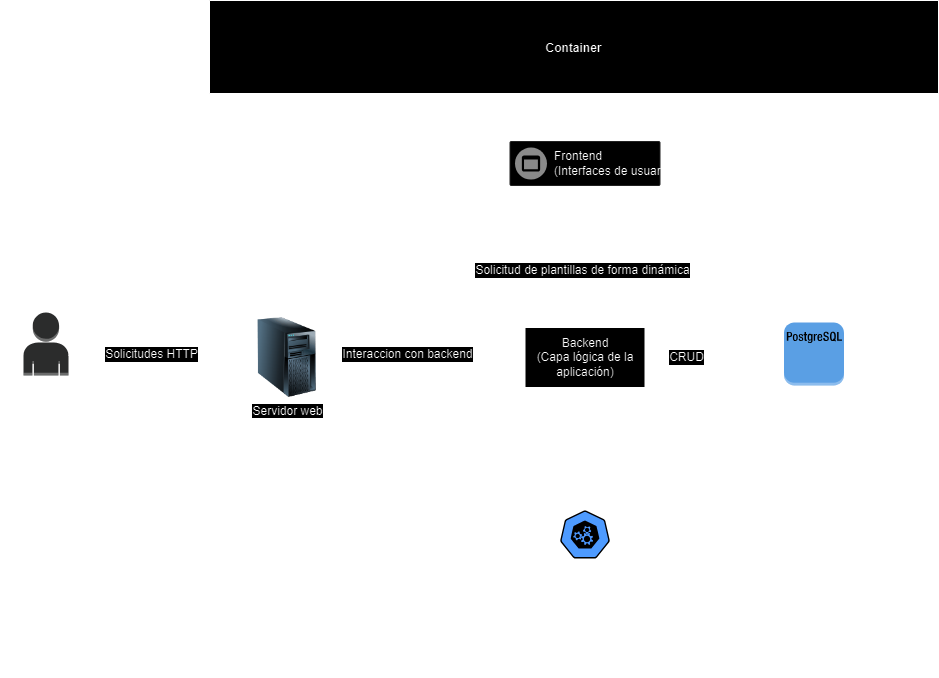 Container
Frontend
(Interfaces de usuar
Solicitud de plantillas de forma dinámica
Solicitudes HTTP
Interaccion con backend
Backend
(Capa lógica de la
aplicación)
CRUD
PostgreSQL
Servidor web